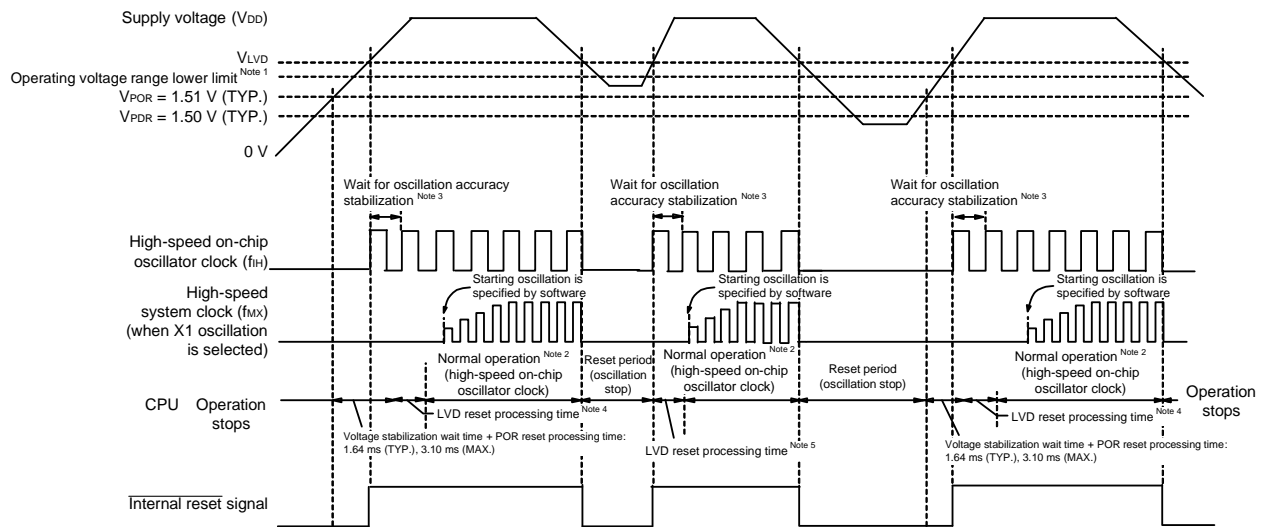 Supply voltage (VDD)
VLVD
Operating voltage range lower limit Note 1
VPOR = 1.51 V (TYP.)
VPDR = 1.50 V (TYP.)
0 V
Wait for oscillation accuracy
stabilization Note 3
Wait for oscillation
accuracy stabilization Note 3
Wait for oscillation
accuracy stabilization Note 3
High-speed on-chip
oscillator clock (fIH)
Starting oscillation is
specified by software
Starting oscillation is
specified by software
Starting oscillation is
specified by software
High-speed
system clock (fMX)
(when X1 oscillation
is selected)
Normal operation Note 2
(high-speed on-chip
oscillator clock)
Reset period
(oscillation
stop)
Normal operation Note 2
(high-speed on-chip
oscillator clock)
Reset period
(oscillation stop)
Normal operation Note 2
(high-speed on-chip
oscillator clock)
CPU
Operation
stops
Operation
stops
LVD reset processing time Note 4
Voltage stabilization wait time + POR reset processing time:
1.64 ms (TYP.), 3.10 ms (MAX.)
LVD reset processing time Note 5
LVD reset processing time Note 4
Voltage stabilization wait time + POR reset processing time:
1.64 ms (TYP.), 3.10 ms (MAX.)
Internal reset signal